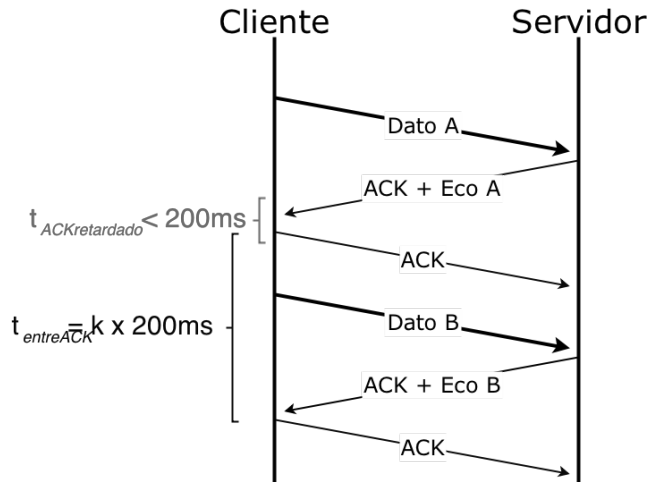 Cliente
Servidor
Dato A
ACK + Eco A
t ACKretardado < 200ms
ACK
Dato B
t entreACK = k x 200ms
ACK + Eco B
ACK